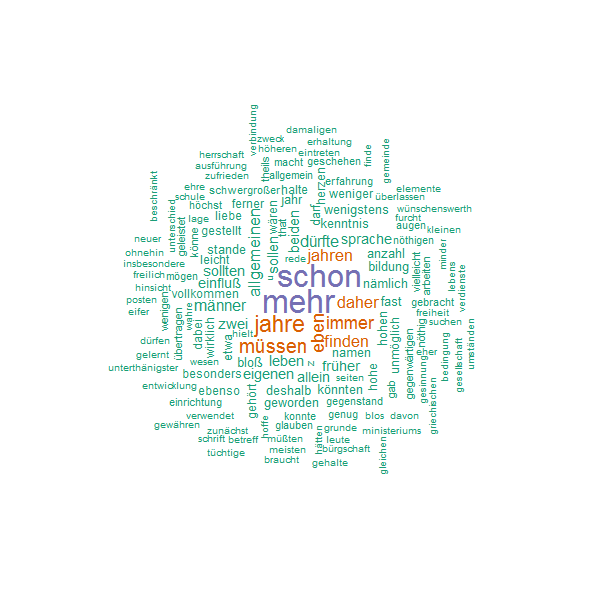 damaligen
verbindung
zweck
erhaltung
höheren
eintreten
finde
gemeinde
herrschaft
theils
macht
geschehen
ausführung
zufrieden
allgemein
herzen
erfahrung
beschränkt
ehre
schwer
großer
halte
elemente
schule
jahr
weniger
überlassen
höchst
ferner
darf
wenigstens
wünschenswerth
lage
liebe
wären
that
beiden
furcht
unterschied
geleistet
könne
gestellt
allgemeinen
kenntnis
augen
kleinen
neuer
sollen
dürfte
sprache
nöthigen
minder
ohnehin
stande
jahren
anzahl
insbesondere
leicht
rede
bildung
vielleicht
arbeiten
lebens
verdienste
freilich
mögen
sollten
u
schon
hinsicht
einfluß
nämlich
posten
vollkommen
mehr
daher
fast
gebracht
eifer
wenigen
wahre
männer
freiheit
zwei
jahre
eben
immer
hohen
suchen
übertragen
dabei
wirklich
hielt
müssen
finden
unmöglich
nöthig
dürfen
etwa
namen
eher
gelernt
bloß
leben
z
früher
gegenwärtigen
gesinnung
bedingung
gesellschaft
umständen
unterthänigster
wesen
besonders
eigenen
allein
seiten
hohe
entwicklung
ebenso
deshalb
könnten
gab
griechischen
einrichtung
gehört
geworden
gegenstand
verwendet
konnte
genug
blos
davon
gewähren
hoffe
glauben
grunde
ministeriums
zunächst
schrift
betreff
müßten
hätten
leute
meisten
bürgschaft
gleichen
tüchtige
braucht
gehalte